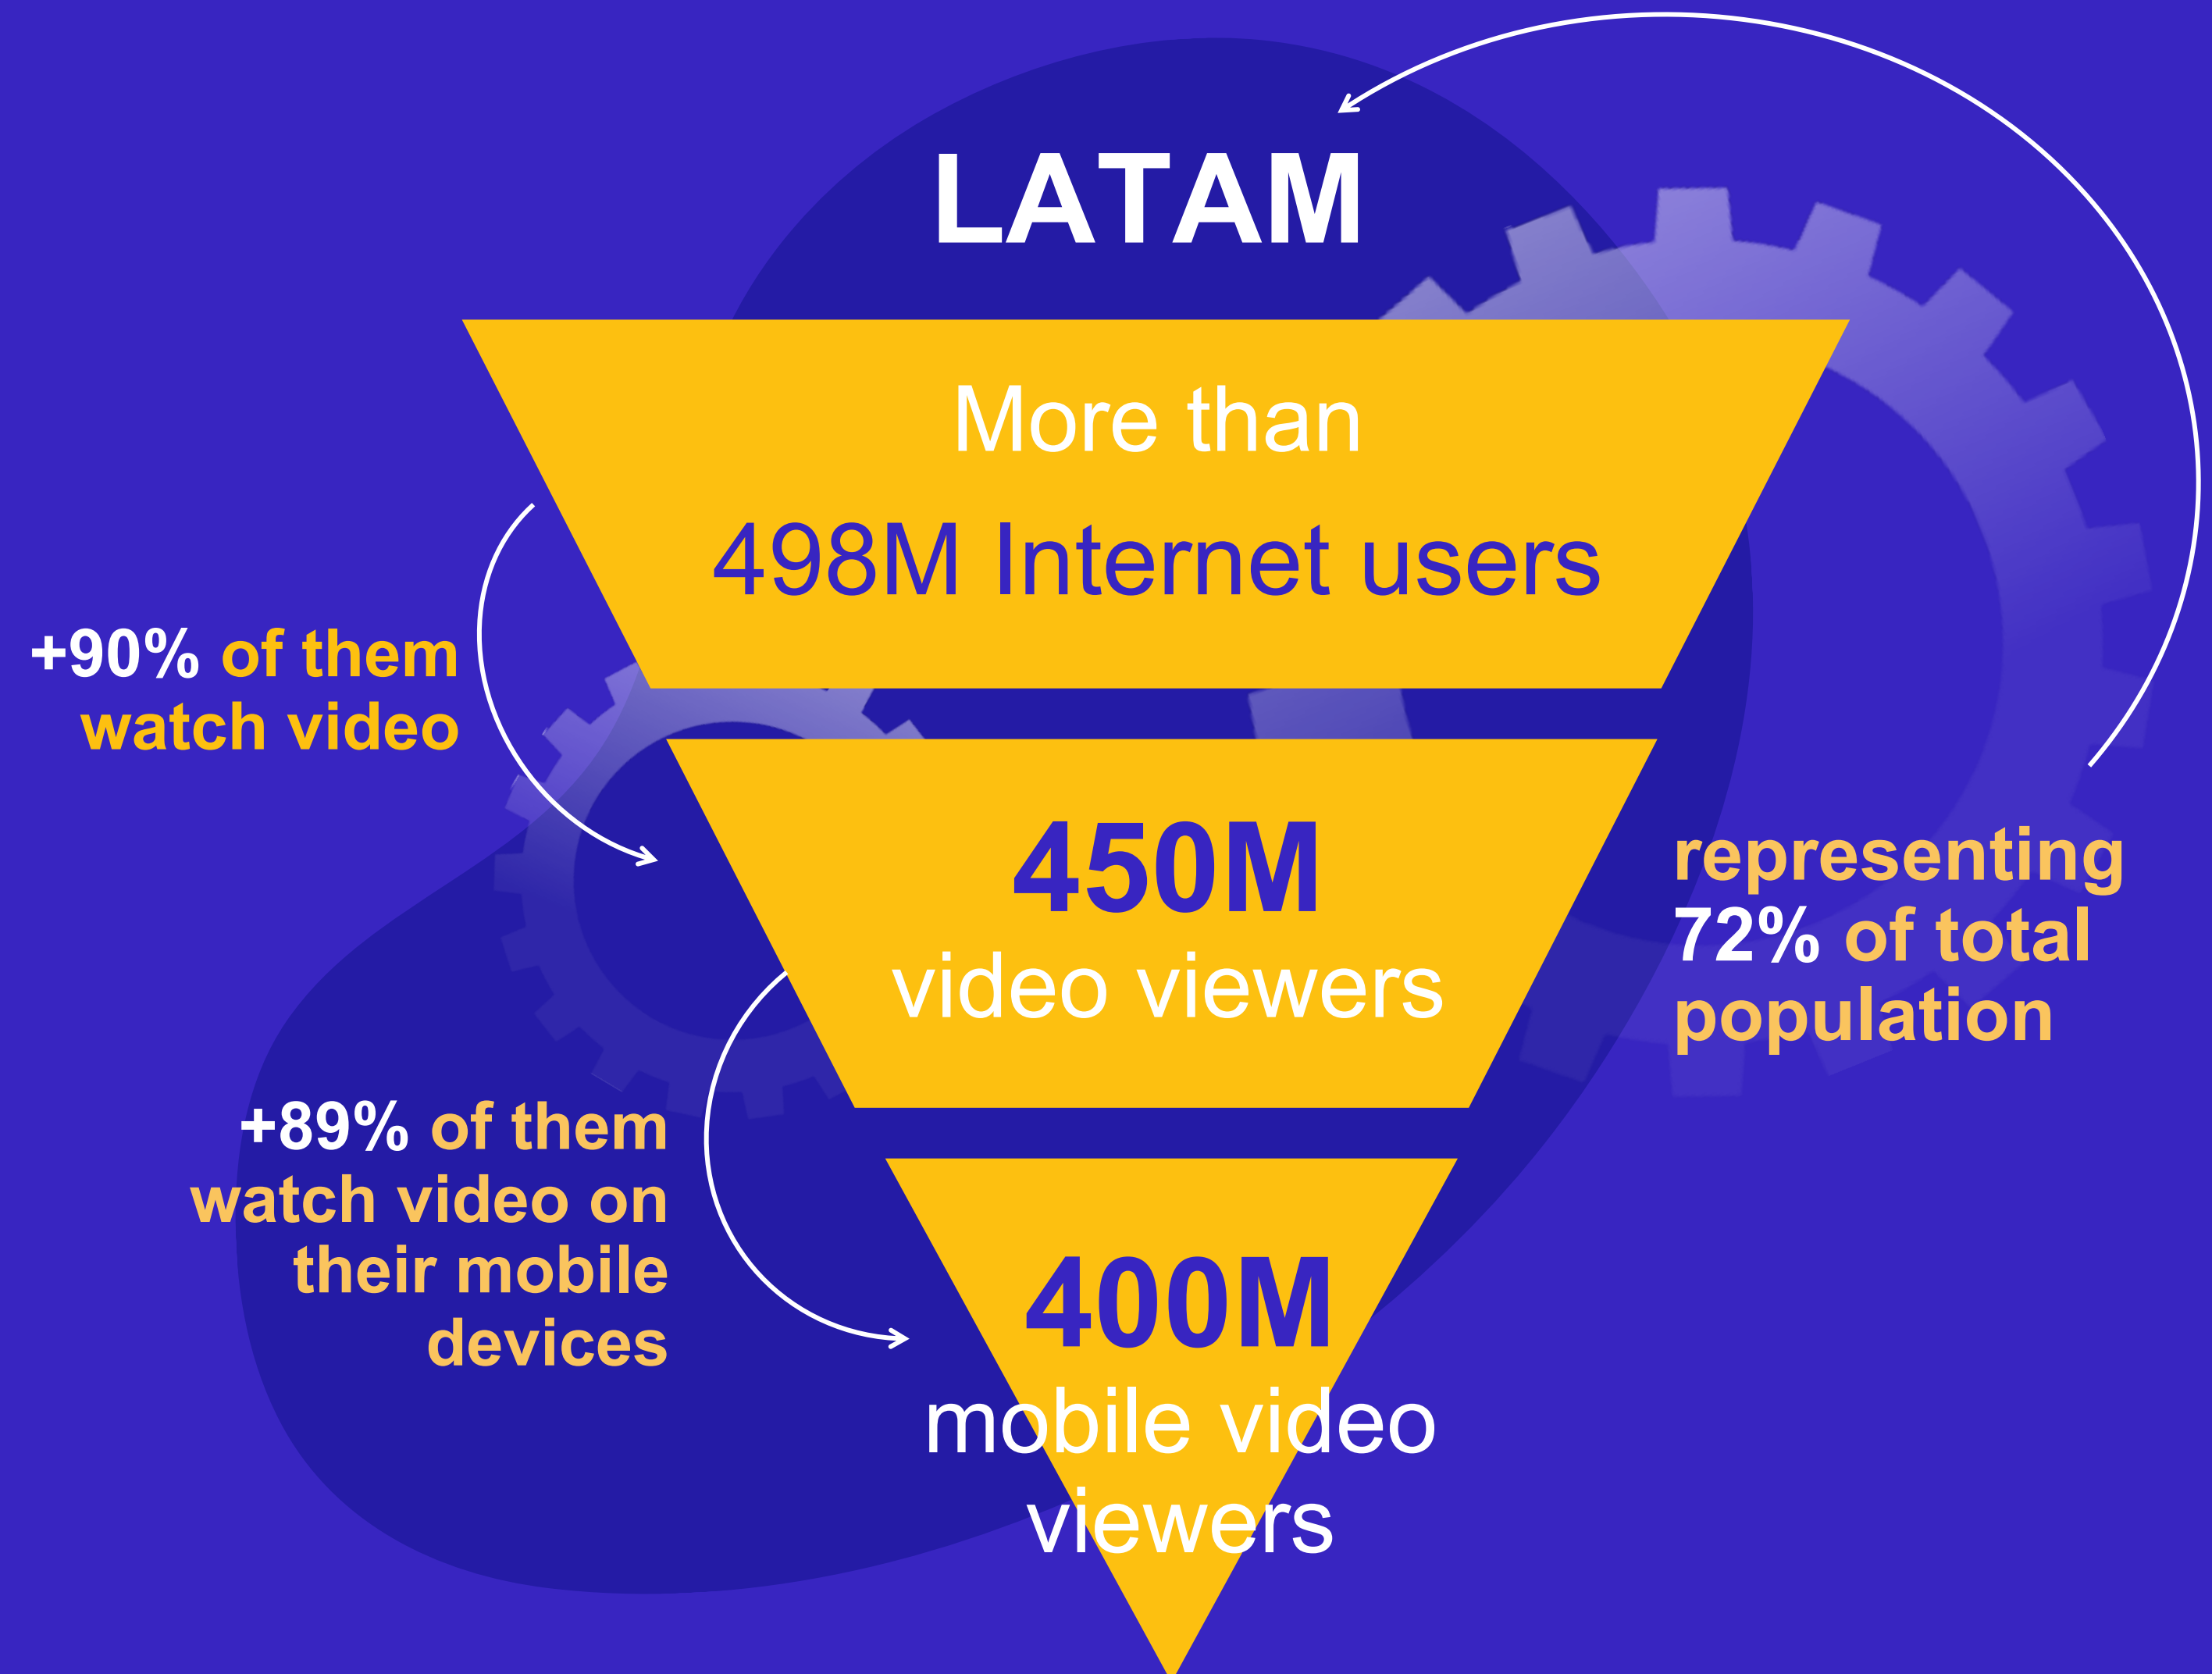 LATAM
More than
498M Internet users
+90% of them
watch video
450M
video viewers
representing
72% of total
population
+89% of them
watch video on
their mobile
devices
400M
mobile video
viewers